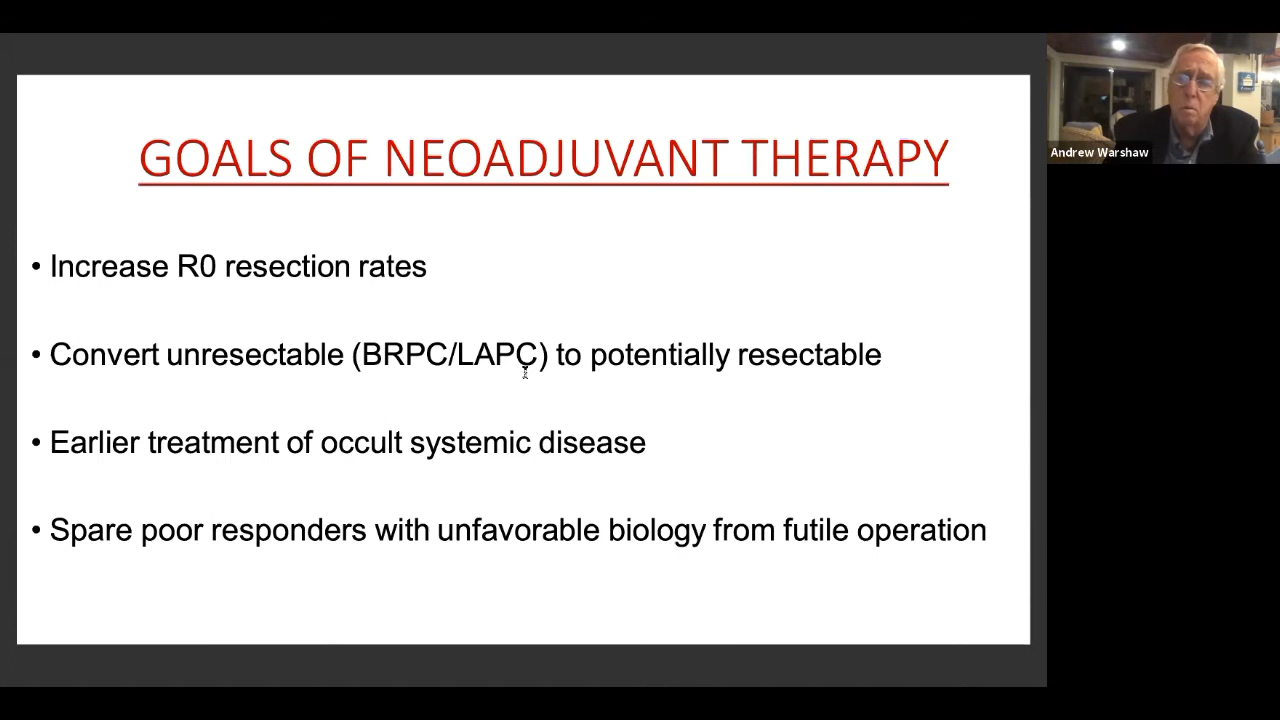 GOALS OF NEOADJUVANT THERAPY
• Increase R0 resection rates
• Convert unresectable (BRPC/LAPC) to potentially resectable
• Earlier treatment of occult systemic disease
• Spare poor responders with unfavorable biology from futile operation
Andrew Warshaw